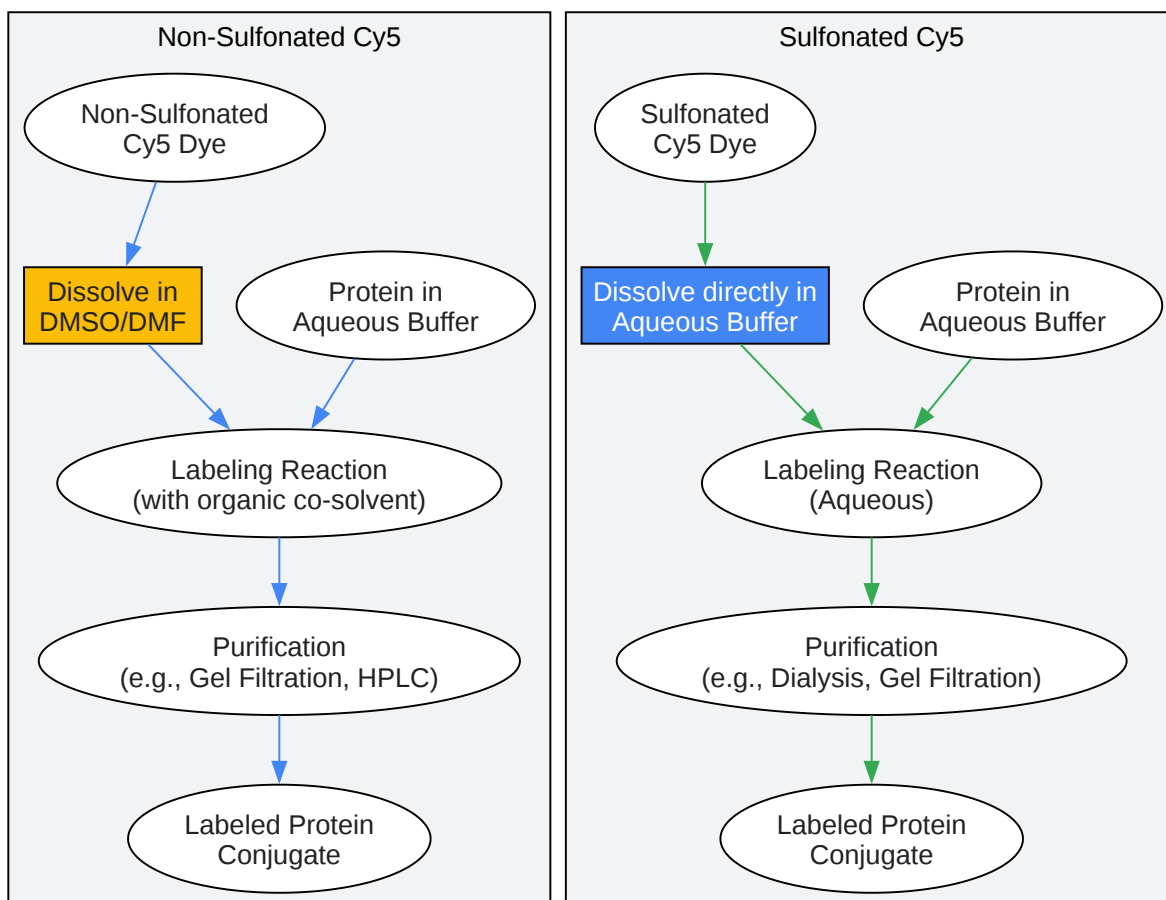 Non-Sulfonated Cy5
Non-Sulfonated
Cy5 Dye
Dissolve in
DMSO/DMF
Protein in
Aqueous Buffer
Labeling Reaction
(with organic co-solvent)
Purification
(e.g., Gel Filtration, HPLC)
Labeled Protein
Conjugate
Sulfonated Cy5
Sulfonated
Cy5 Dye
Dissolve directly in
Aqueous Buffer
Protein in
Aqueous Buffer
Labeling Reaction
(Aqueous)
Purification
(e.g., Dialysis, Gel Filtration)
Labeled Protein
Conjugate